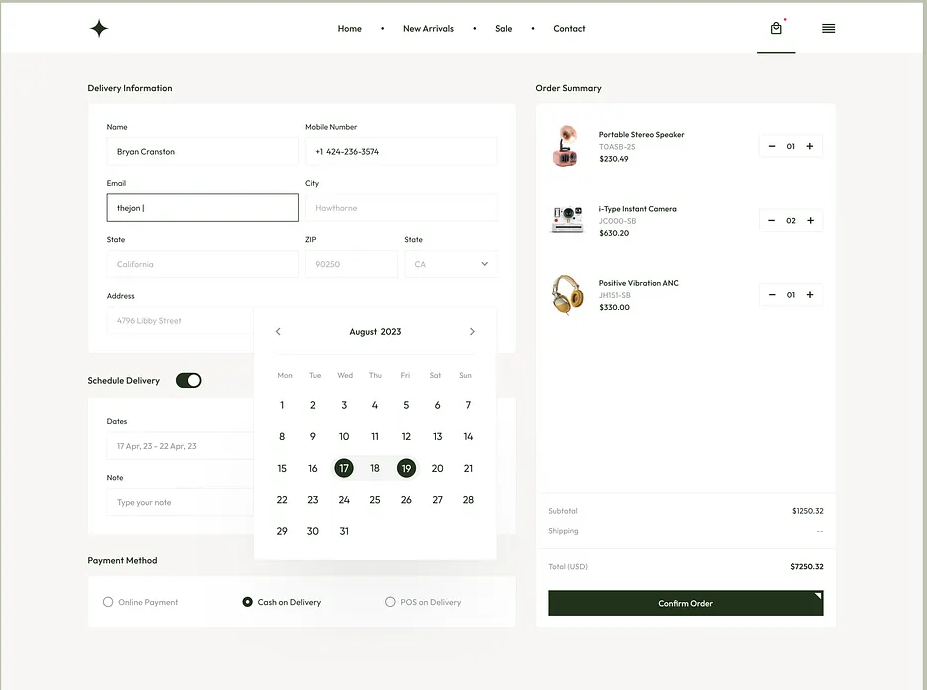 Home • New Arrivals • Sale • Contact
Delivery Information
Name
Mobile Number
Bryan Cranston
+1 424-236-3574
Email
City
thejon |
Hawthorne
State
ZIP
State
California
90250
CA
Address
4796 Libby Street
August 2023
Mon Tue Wed Thu Fri Sat Sun
1 2 3 4 5 6 7
8 9 10 11 12 13 14
15 16 17 18 19 20 21
22 23 24 25 26 27 28
29 30 31
Schedule Delivery
Dates
17 Apr, 23 - 22 Apr, 23
Note
Type your note
Payment Method
Online Payment
Cash on Delivery
POS on Delivery
Order Summary
Portable Stereo Speaker
TOASB-2S
$230.49
01
i-Type Instant Camera
JC000-SB
$630.20
02
Positive Vibration ANC
JH151-SB
$330.00
01
Subtotal $1250.32
Shipping --
Total (USD) $7250.32
Confirm Order